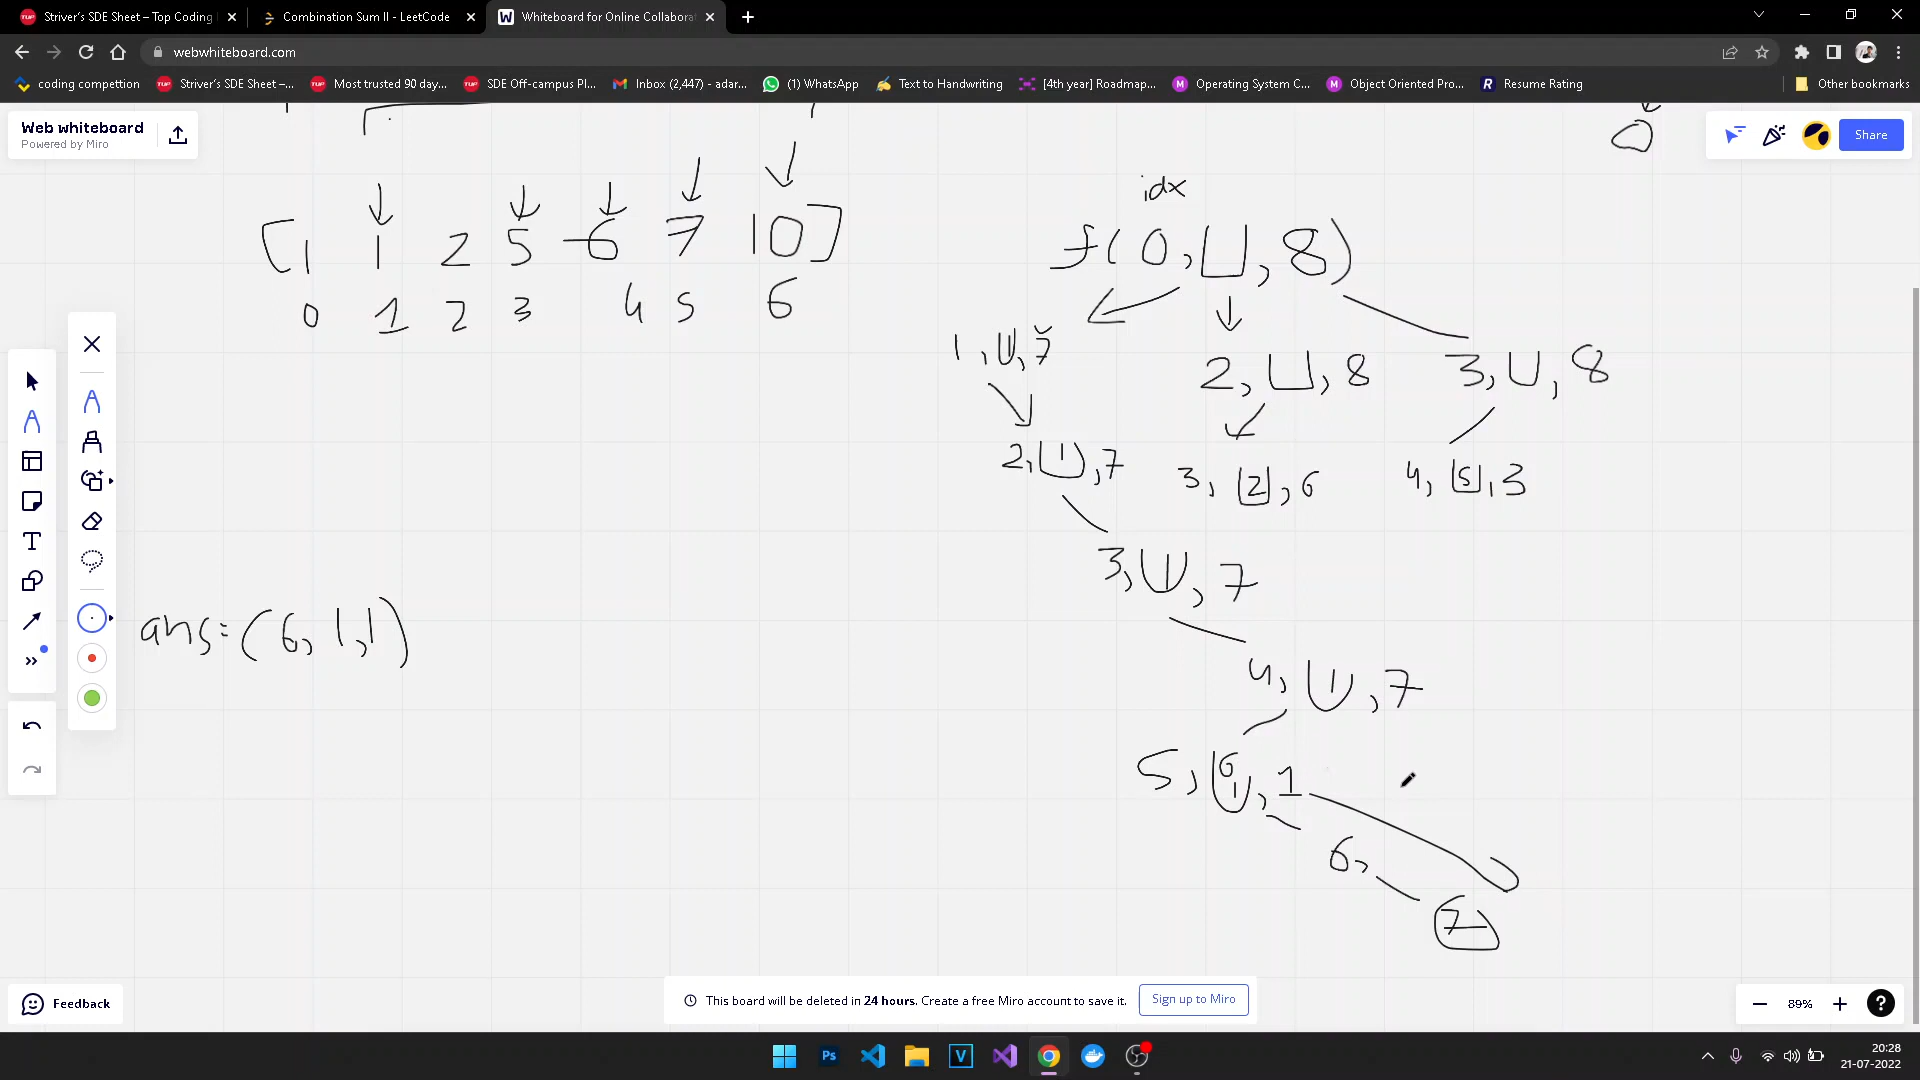 Striver's SDE Sheet – Top Coding
Combination Sum II - LeetCode
Whiteboard for Online Collabora
webwhiteboard.com
coding competition
Striver's SDE Sheet –...
Most trusted 90 day...
SDE Off-campus Pl...
Inbox (2,447) - adar...
(1) WhatsApp
Text to Handwriting
[4th year] Roadmap...
Operating System C...
Object Oriented Pro...
Resume Rating
Other bookmarks
Web whiteboard
Powered by Miro
Share
idx
[1 1 2 5 6 7 10]
0 1 2 3 4 5 6
f(0, [], 8)
1, [1], 7
2, [], 8
3, [], 8
2, [1], 7
3, [2], 6
4, [5], 3
3, [1], 7
4, [1], 7
5, [6 1], 1
6,
7
ans = (6, 1, 1)
Feedback
This board will be deleted in 24 hours. Create a free Miro account to save it.
Sign up to Miro
89%
20:28
21-07-2022